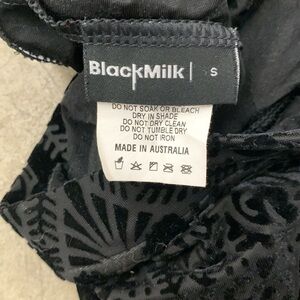 BlackMilk | S
DO NOT SOAK OR BLEACH
DRY IN SHADE
DO NOT DRY CLEAN
DO NOT TUMBLE DRY
DO NOT IRON
MADE IN AUSTRALIA